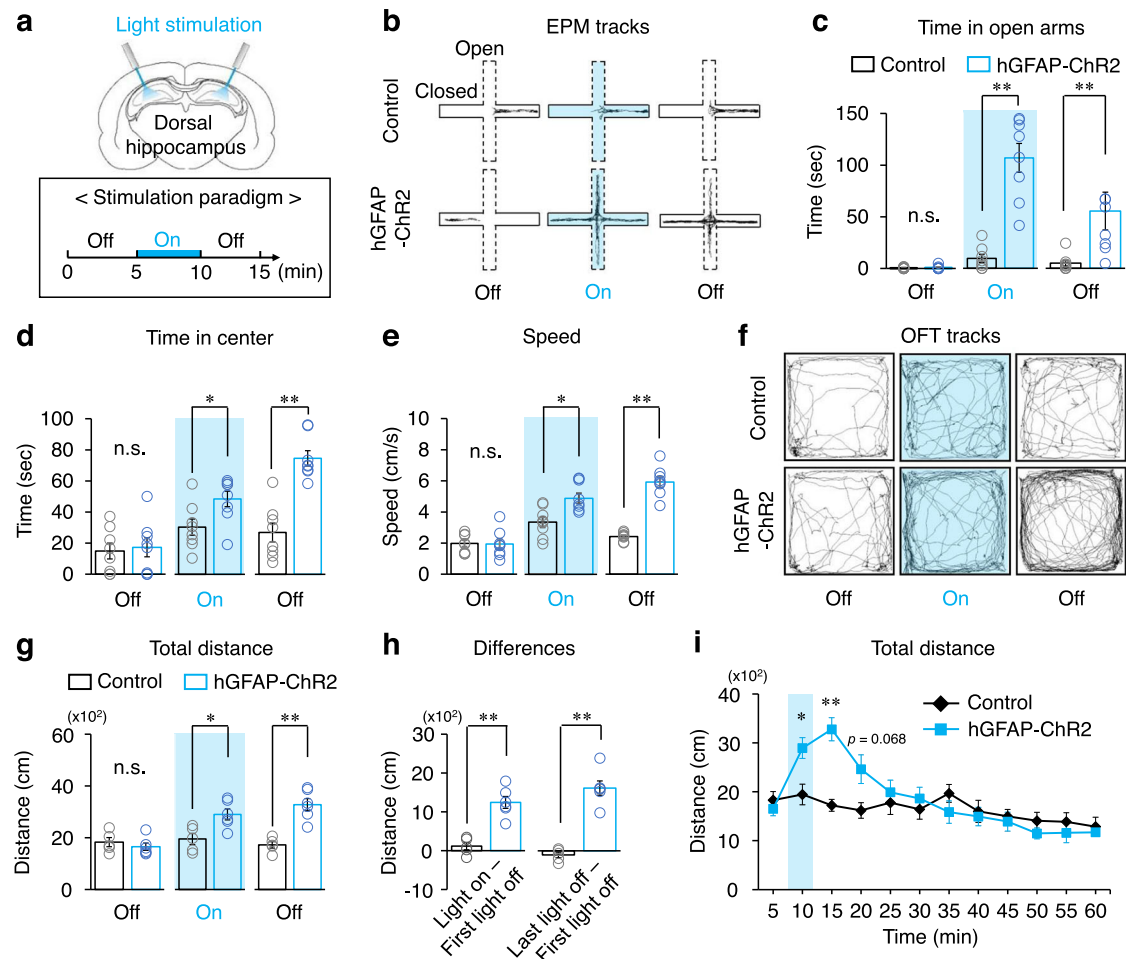 a
Light stimulation
Dorsal
hippocampus
< Stimulation paradigm >
Off On Off
0 5 10 15 (min)
b
EPM tracks
Open
Closed
Control
hGFAP
-ChR2
Off On Off
c
Time in open arms
Control hGFAP-ChR2
Time (sec)
150
100
50
0
n.s.
**
**
Off On Off
d
Time in center
Time (sec)
100
80
60
40
20
0
n.s.
*
**
Off On Off
e
Speed
Speed (cm/s)
10
8
6
4
2
0
n.s.
*
**
Off On Off
f
OFT tracks
Control
hGFAP
-ChR2
Off On Off
g
Total distance
Control hGFAP-ChR2
(x10²)
Distance (cm)
60
40
20
0
n.s.
*
**
Off On Off
h
Differences
(x10²)
Distance (cm)
30
20
10
0
-10
**
**
Light on –
First light off
Last light off –
First light off
i
Total distance
(x10²)
Distance (cm)
40
30
20
10
0
*
**
p = 0.068
Control
hGFAP-ChR2
5 10 15 20 25 30 35 40 45 50 55 60
Time (min)